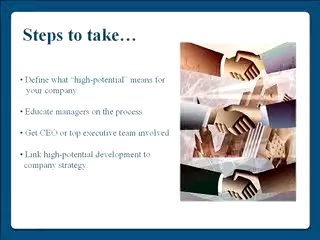 Steps to take…
• Define what “high-potential” means for
your company.
• Educate managers on the process.
• Get CEO or top executive team involved
• Link high-potential development to
company strategy.